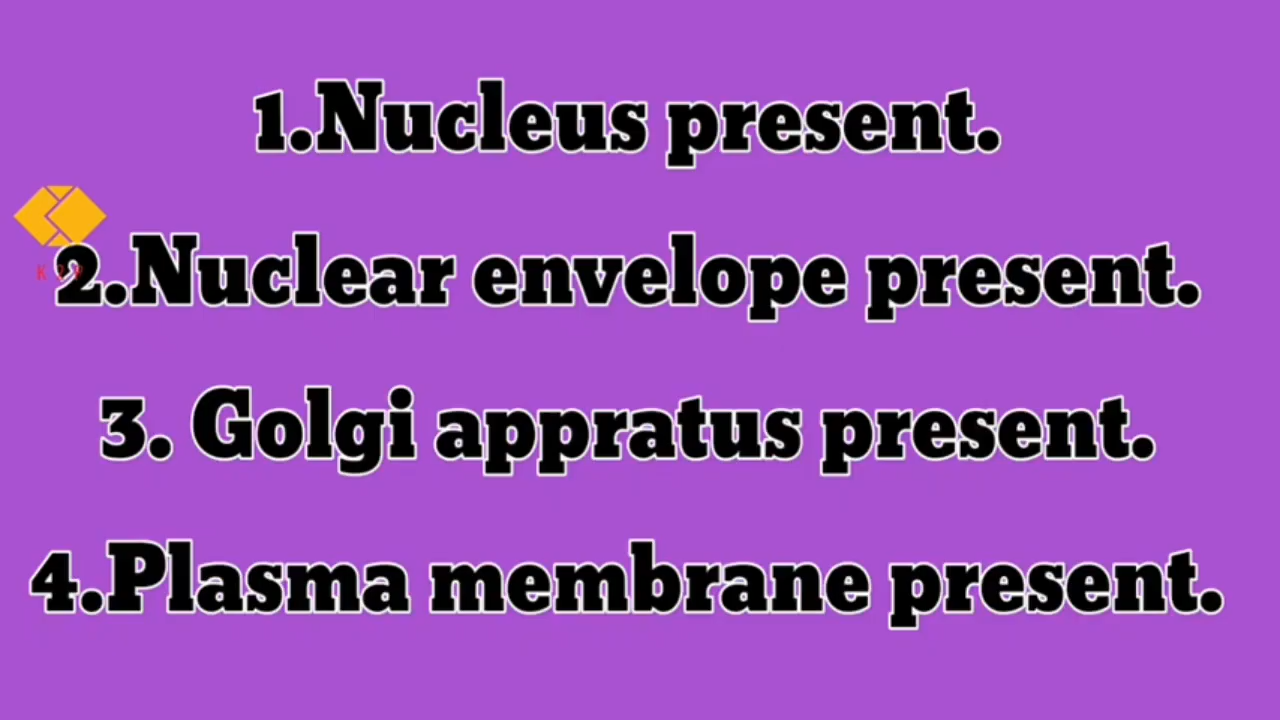 1.Nucleus present.
2.Nuclear envelope present.
3. Golgi appratus present.
4.Plasma membrane present.